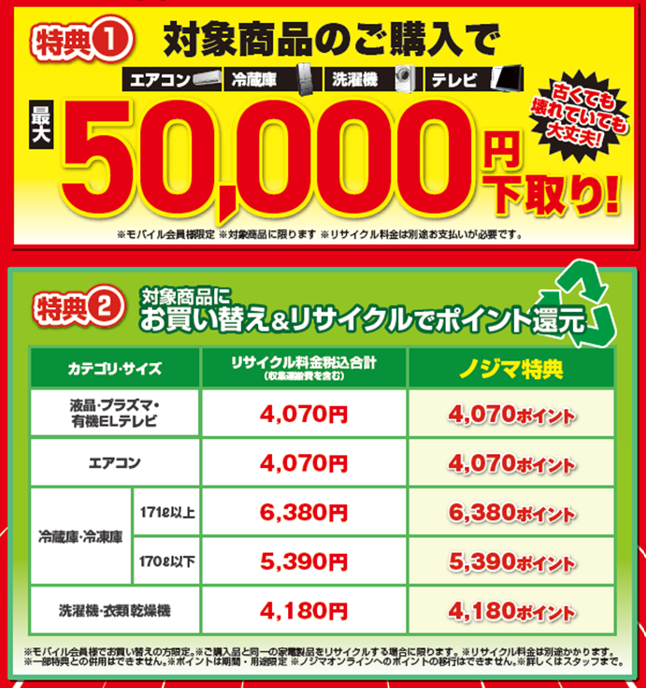 特典1 対象商品のご購入で
エアコン 冷蔵庫 洗濯機 テレビ
古くても
壊れていても
大丈夫!
最大50,000円下取り!
※モバイル会員様限定 ※対象商品に限ります ※リサイクル料金は別途お支払いが必要です。
特典2 対象商品に
お買い替え&リサイクルでポイント還元
カテゴリ・サイズ リサイクル料金税込合計 ノジマ特典
(収集運搬費を含む)
液晶・プラズマ・
有機ELテレビ 4,070円 4,070ポイント
エアコン 4,070円 4,070ポイント
冷蔵庫・冷凍庫 171ℓ以上 6,380円 6,380ポイント
170ℓ以下 5,390円 5,390ポイント
洗濯機・衣類乾燥機 4,180円 4,180ポイント
※モバイル会員様でお買い替えの方限定。※ご購入品と同一の家電製品をリサイクルする場合に限ります。※リサイクル料金は別途かかります。
※一部特典との併用はできません。※ポイントは期間・用途限定 ※ノジマオンラインへのポイントの移行はできません。※詳しくはスタッフまで。